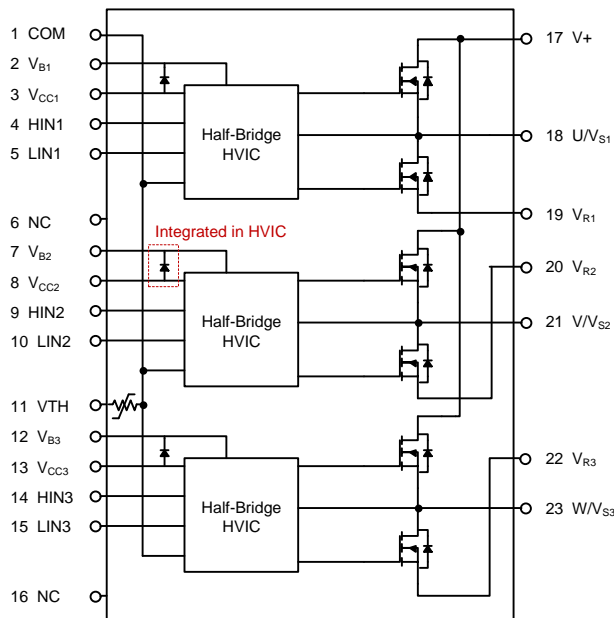 1 COM
2 VB1
3 VCC1
4 HIN1
5 LIN1
6 NC
7 VB2
8 VCC2
9 HIN2
10 LIN2
11 VTH
12 VB3
13 VCC3
14 HIN3
15 LIN3
16 NC
Half-Bridge
HVIC
Integrated in HVIC
Half-Bridge
HVIC
Half-Bridge
HVIC
17 V+
18 U/VS1
19 VR1
20 VR2
21 V/VS2
22 VR3
23 W/VS3